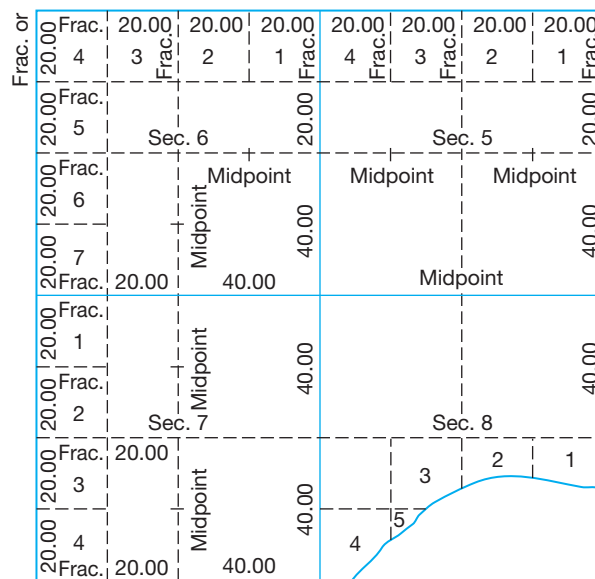 Frac. or
20.00 Frac. 20.00 20.00 20.00 20.00 20.00 20.00 20.00
4 3 Frac. 2 1 Frac. 4 Frac. 3 Frac. 2 1 Frac.
20.00 Frac. 20.00 20.00
5
Sec. 6 Sec. 5
20.00 Frac. Midpoint Midpoint Midpoint
6
Midpoint 40.00 40.00
20.00 7
Frac. 20.00 40.00 Midpoint
20.00 Frac.
1 Midpoint 40.00 40.00
20.00 Frac.
2
Sec. 7 Sec. 8
20.00 Frac. 20.00
3 3 2 1
Midpoint 40.00
20.00 4 4 5
Frac. 20.00 40.00